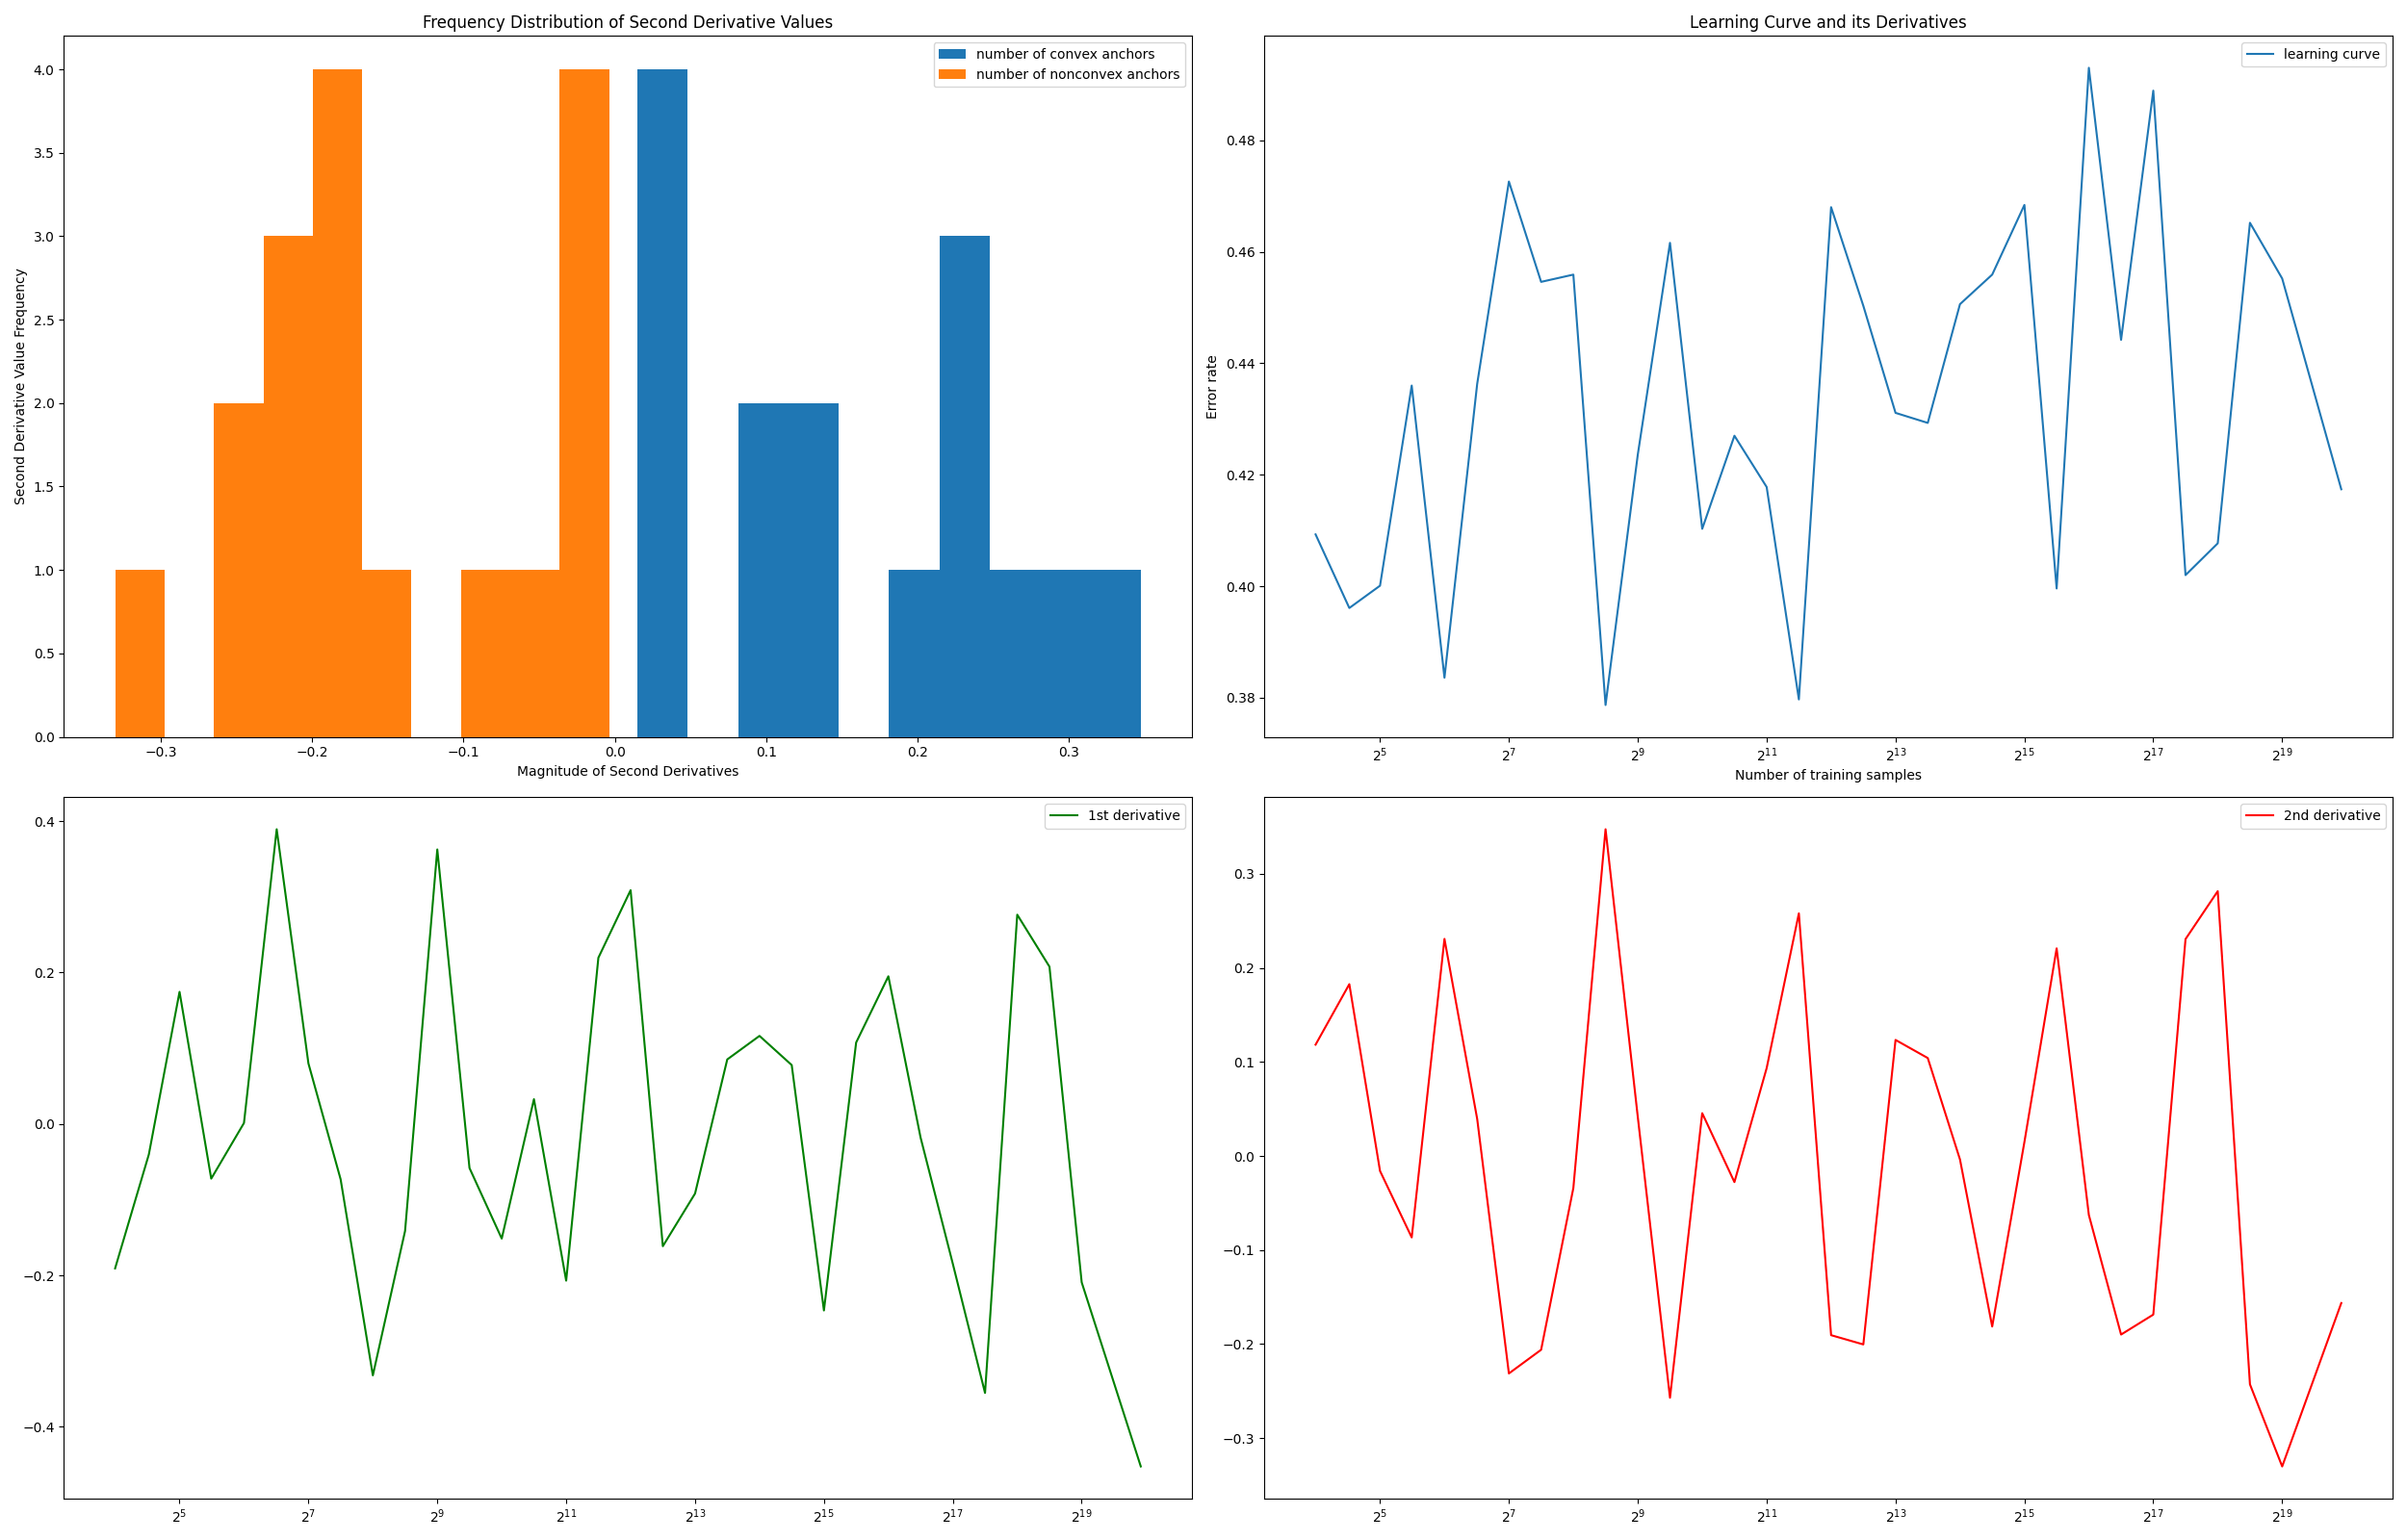 Frequency Distribution of Second Derivative Values
number of convex anchors
number of nonconvex anchors
Second Derivative Value Frequency
4.0
3.5
3.0
2.5
2.0
1.5
1.0
0.5
0.0
−0.3 −0.2 −0.1 0.0 0.1 0.2 0.3
Magnitude of Second Derivatives
Learning Curve and its Derivatives
learning curve
Error rate
0.48
0.46
0.44
0.42
0.40
0.38
2^5 2^7 2^9 2^11 2^13 2^15 2^17 2^19
Number of training samples
1st derivative
0.4
0.2
0.0
−0.2
−0.4
2^5 2^7 2^9 2^11 2^13 2^15 2^17 2^19
2nd derivative
0.3
0.2
0.1
0.0
−0.1
−0.2
−0.3
2^5 2^7 2^9 2^11 2^13 2^15 2^17 2^19